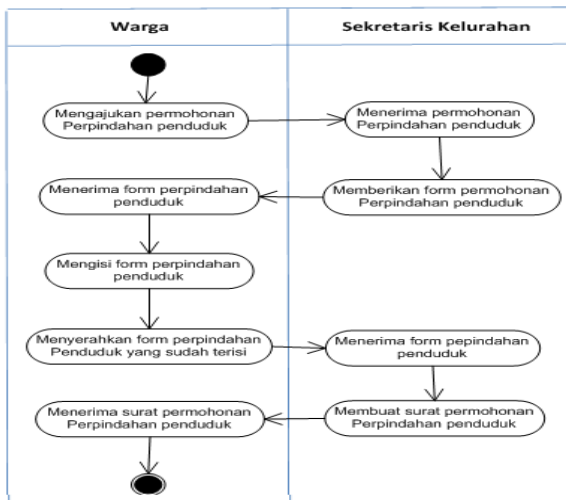 Warga
Sekretaris Kelurahan
Mengajukan permohonan
Perpindahan penduduk
Menerima permohonan
Perpindahan penduduk
Memberikan form permohonan
Perpindahan penduduk
Menerima form perpindahan
penduduk
Mengisi form perpindahan
penduduk
Menyerahkan form perpindahan
Penduduk yang sudah terisi
Menerima form pepindahan
penduduk
Membuat surat permohonan
Perpindahan penduduk
Menerima surat permohonan
Perpindahan penduduk